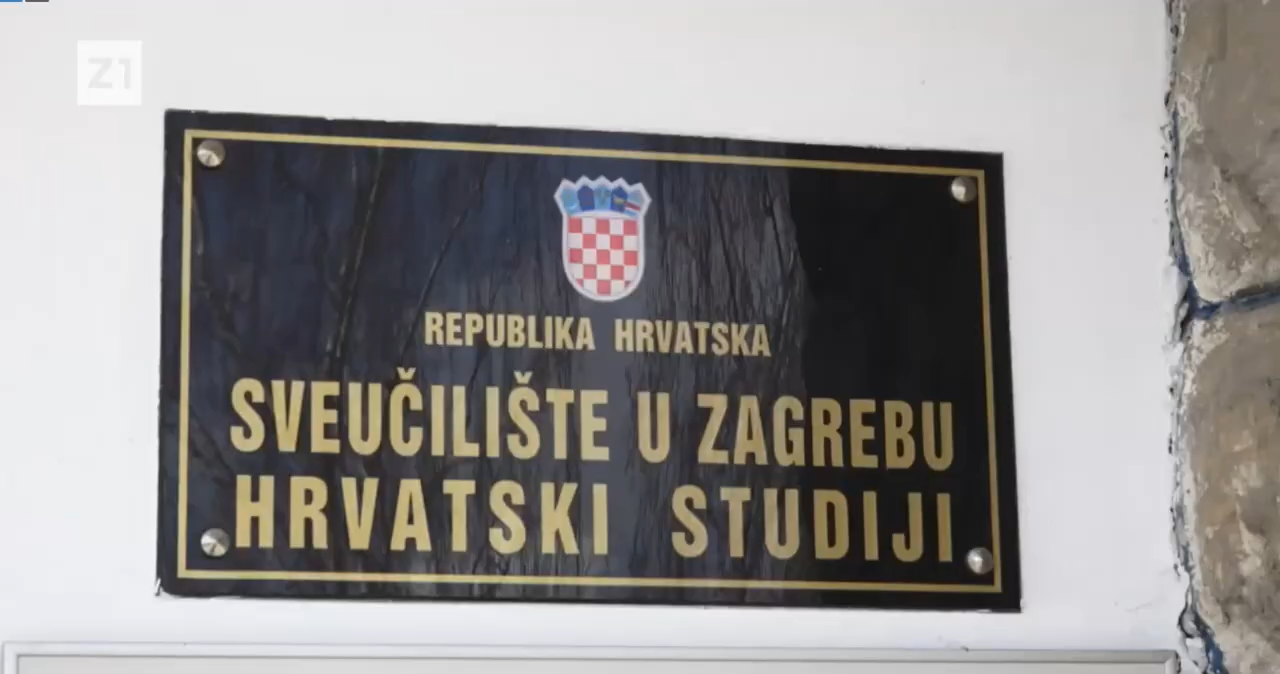 Z1
REPUBLIKA HRVATSKA
SVEUČILIŠTE U ZAGREBU
HRVATSKI STUDIJI